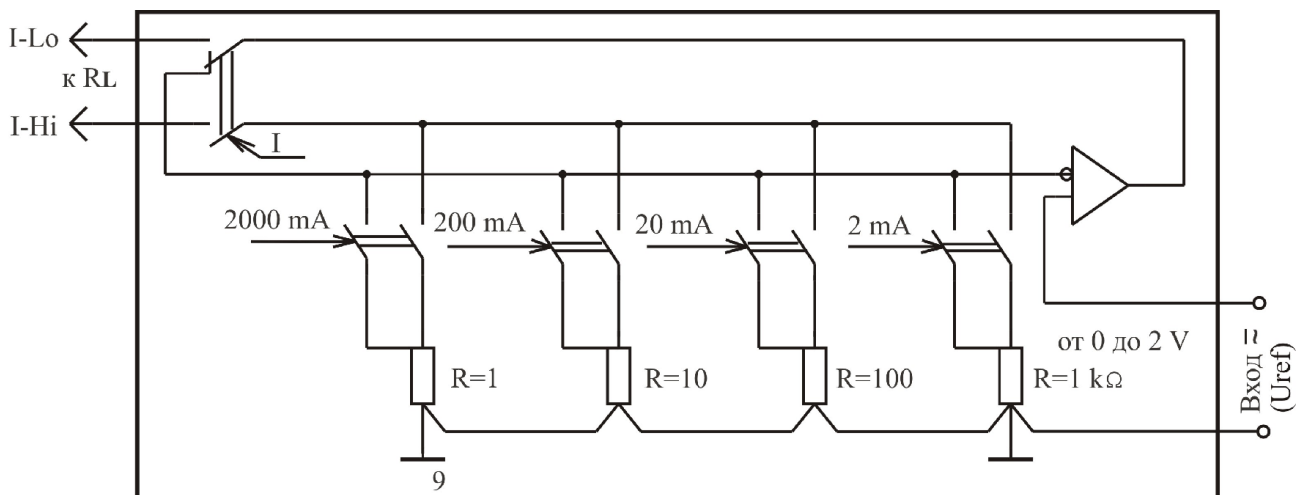 I-Lo
к RL
I-Hi
I
2000 mA
200 mA
20 mA
2 mA
от 0 до 2 V
R=1
R=10
R=100
R=1 kΩ
Вход ≂
(Uref)
9